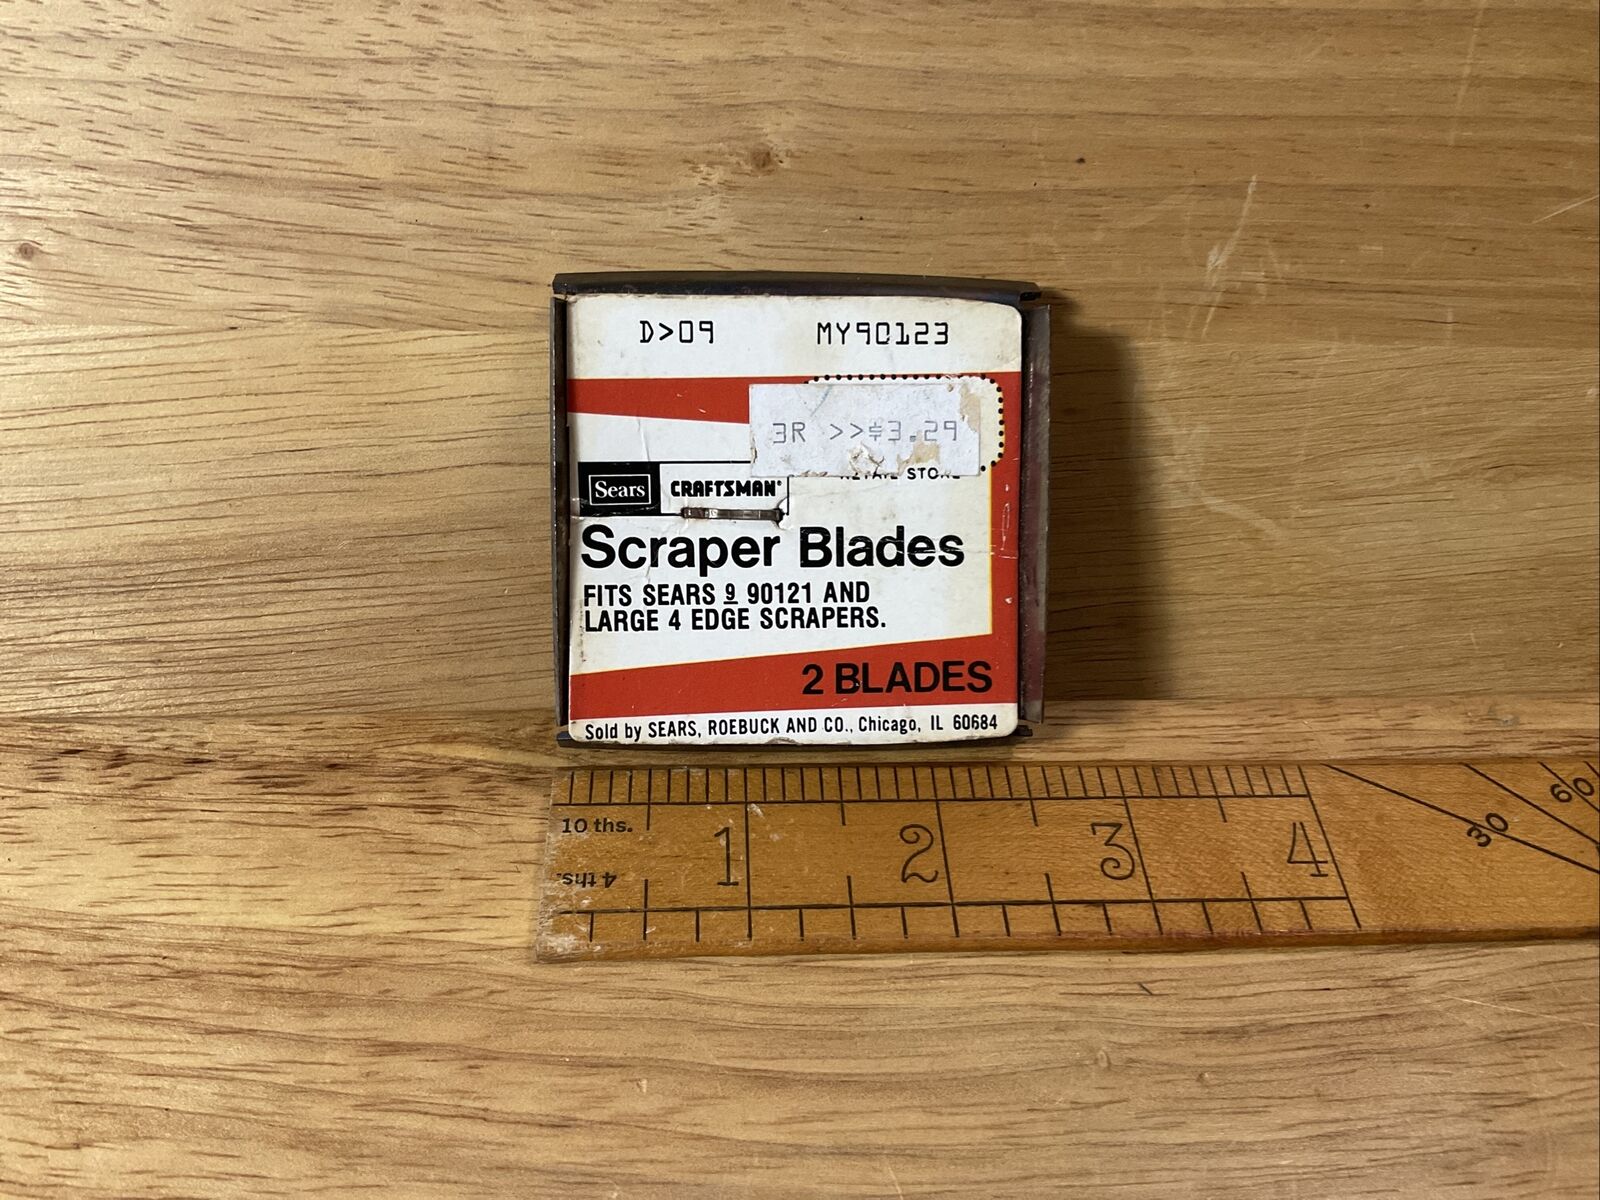 D>09 MY90123
3R >>$3.29
RETAIL STORE
Sears CRAFTSMAN®
Scraper Blades
FITS SEARS 9 90121 AND
LARGE 4 EDGE SCRAPERS.
2 BLADES
Sold by SEARS, ROEBUCK AND CO., Chicago, IL 60684
10 ths.
1 2 3 4
30 60
4 ths.